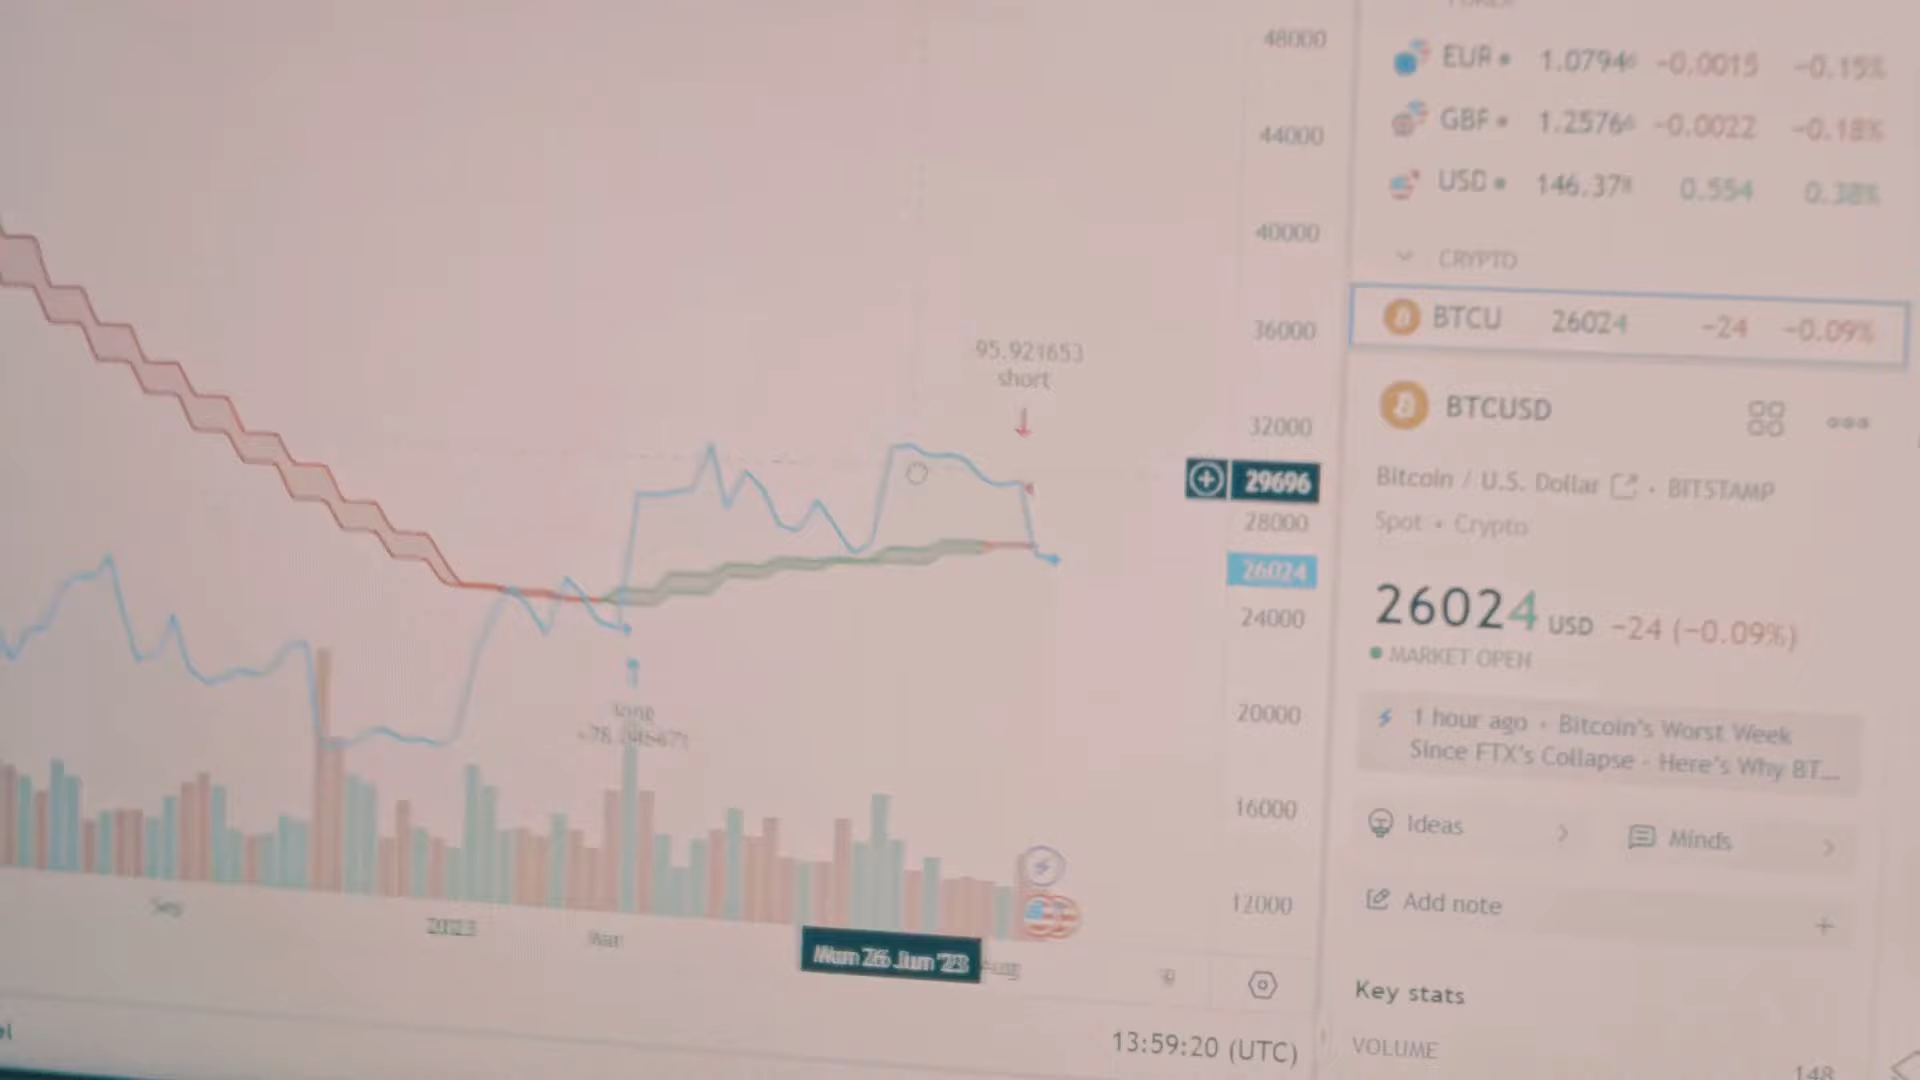 48000
44000
40000
36000
32000
29696
28000
26024
24000
20000
16000
12000
95.921653
short
Sep
2023
Mar
Mon 26 Jun '23
Aug
13:59:20 (UTC)
EUR 1.0794 −0.0015 −0.15%
GBP 1.2576 −0.0022 −0.18%
USD 146.37 0.554 0.38%
CRYPTO
BTCU 26024 −24 −0.09%
BTCUSD
Bitcoin / U.S. Dollar • BITSTAMP
Spot • Crypto
26024 USD −24 (−0.09%)
MARKET OPEN
1 hour ago • Bitcoin's Worst Week
Since FTX's Collapse - Here's Why BT...
Ideas
Minds
Add note
Key stats
VOLUME
148